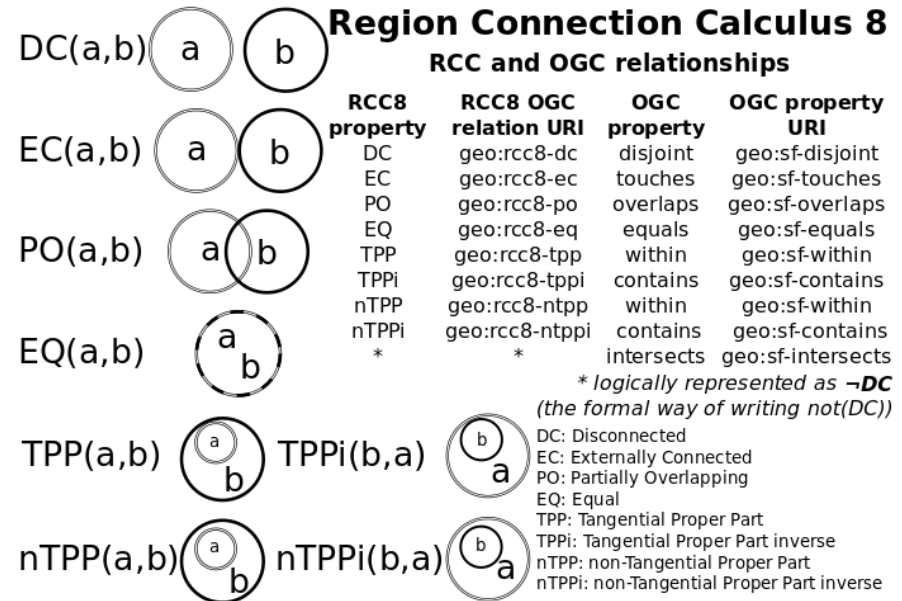 Region Connection Calculus 8
RCC and OGC relationships
DC(a,b)
a
b
EC(a,b)
a
b
PO(a,b)
a
b
EQ(a,b)
a
b
TPP(a,b)
a
b
TPPi(b,a)
b
a
nTPP(a,b)
a
b
nTPPi(b,a)
b
a
RCC8 property RCC8 OGC relation URI OGC property OGC property URI
DC geo:rcc8-dc disjoint geo:sf-disjoint
EC geo:rcc8-ec touches geo:sf-touches
PO geo:rcc8-po overlaps geo:sf-overlaps
EQ geo:rcc8-eq equals geo:sf-equals
TPP geo:rcc8-tpp within geo:sf-within
TPPi geo:rcc8-tppi contains geo:sf-contains
nTPP geo:rcc8-ntpp within geo:sf-within
nTPPi geo:rcc8-ntppi contains geo:sf-contains
* * intersects geo:sf-intersects
* logically represented as ¬DC
(the formal way of writing not(DC))
DC: Disconnected
EC: Externally Connected
PO: Partially Overlapping
EQ: Equal
TPP: Tangential Proper Part
TPPi: Tangential Proper Part inverse
nTPP: non-Tangential Proper Part
nTPPi: non-Tangential Proper Part inverse